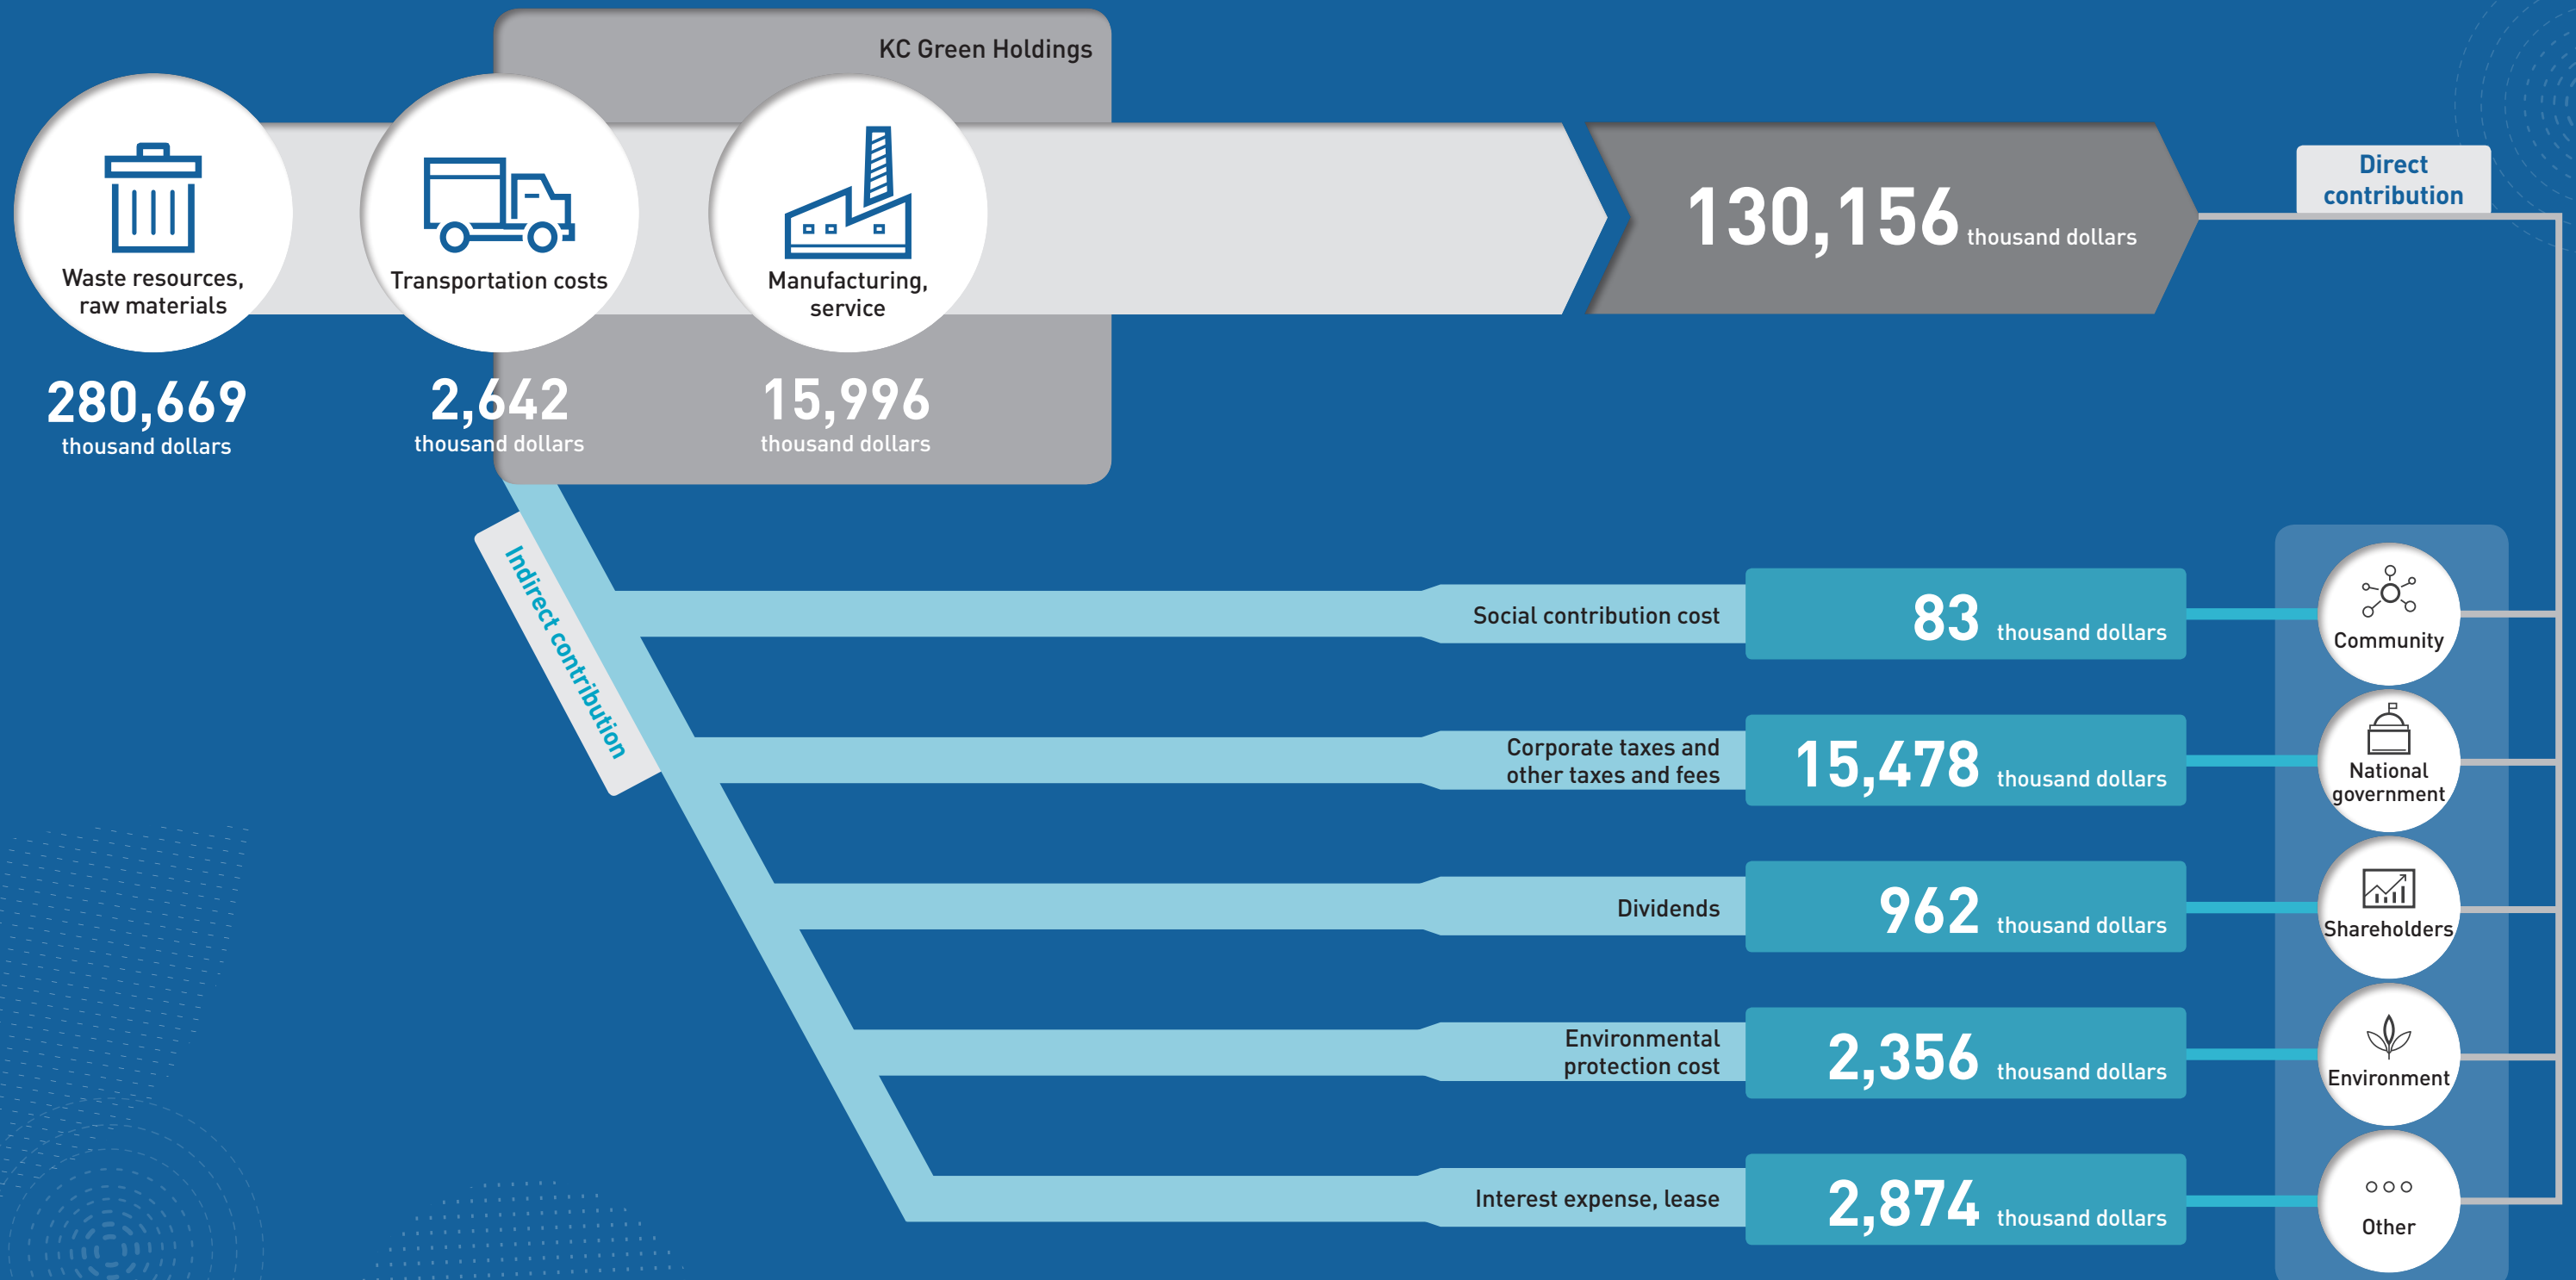 KC Green Holdings
Waste resources,
raw materials
280,669
thousand dollars
Transportation costs
2,642
thousand dollars
Manufacturing,
service
15,996
thousand dollars
130,156 thousand dollars
Direct
contribution
Indirect contribution
Social contribution cost
83 thousand dollars
Community
Corporate taxes and
other taxes and fees
15,478 thousand dollars
National
government
Dividends
962 thousand dollars
Shareholders
Environmental
protection cost
2,356 thousand dollars
Environment
Interest expense, lease
2,874 thousand dollars
Other